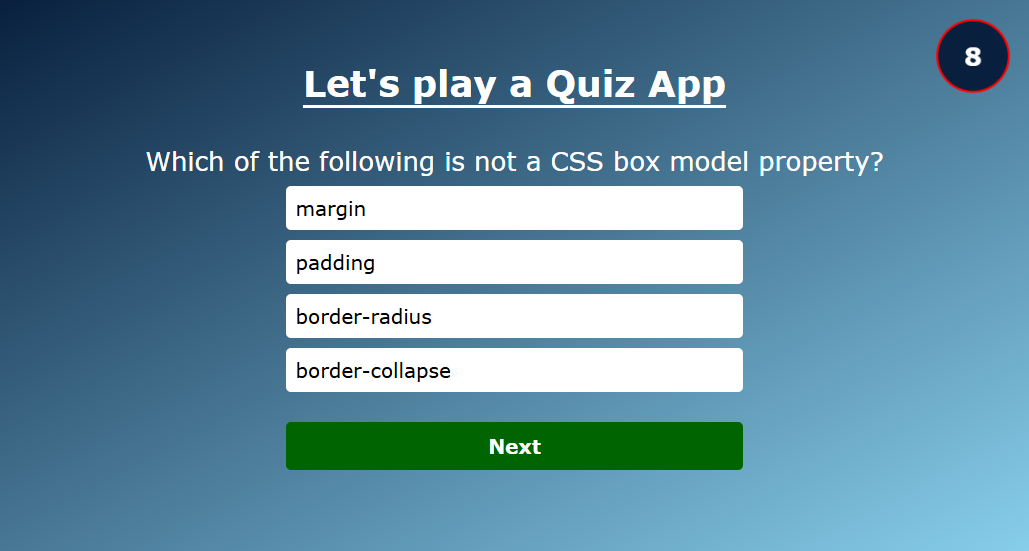 8
Let's play a Quiz App
Which of the following is not a CSS box model property?
margin
padding
border-radius
border-collapse
Next